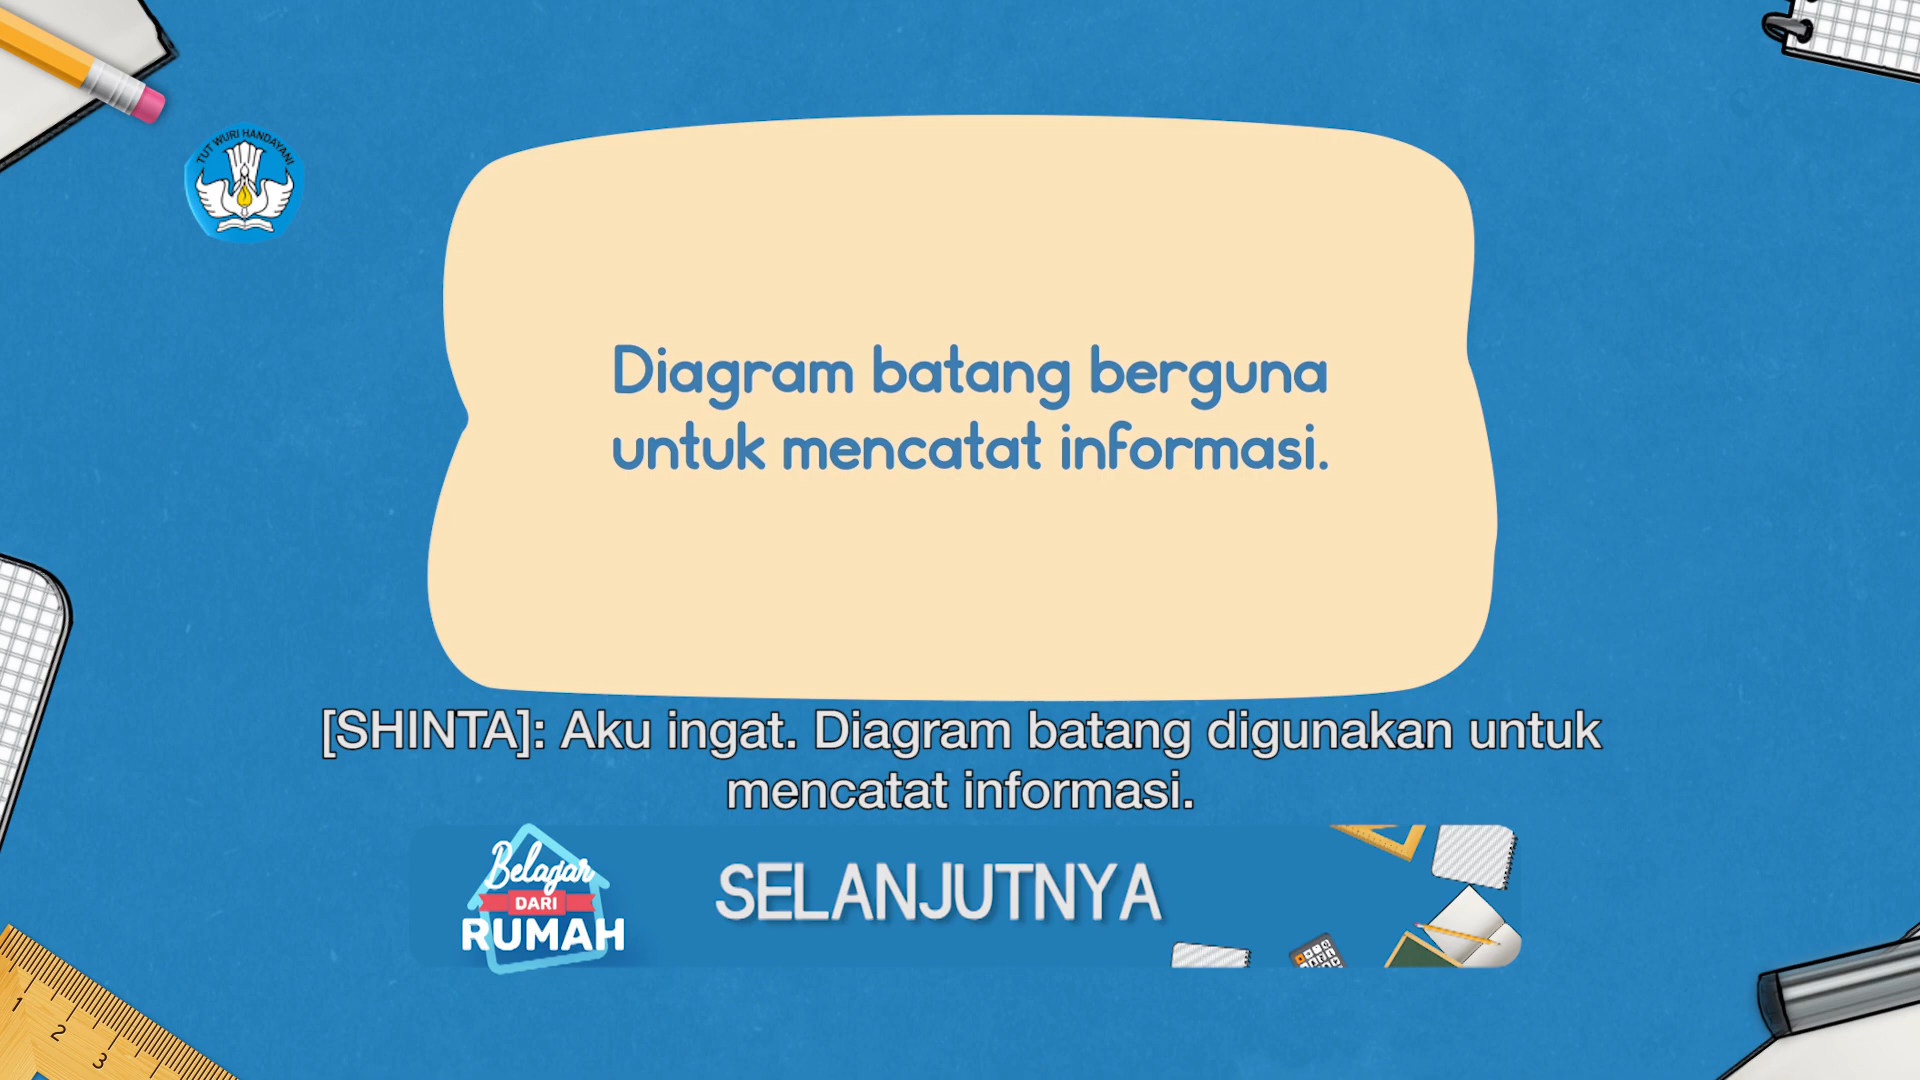 TUT WURI HANDAYANI
Diagram batang berguna
untuk mencatat informasi.
[SHINTA]: Aku ingat. Diagram batang digunakan untuk
mencatat informasi.
Belajar
DARI
RUMAH
SELANJUTNYA
1
2
3